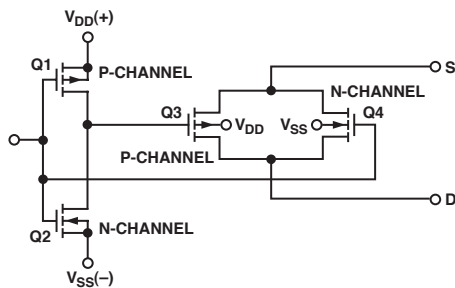 VDD(+)
Q1
P-CHANNEL
S
N-CHANNEL
Q3
Q4
VDD
VSS
P-CHANNEL
D
Q2
N-CHANNEL
VSS(–)